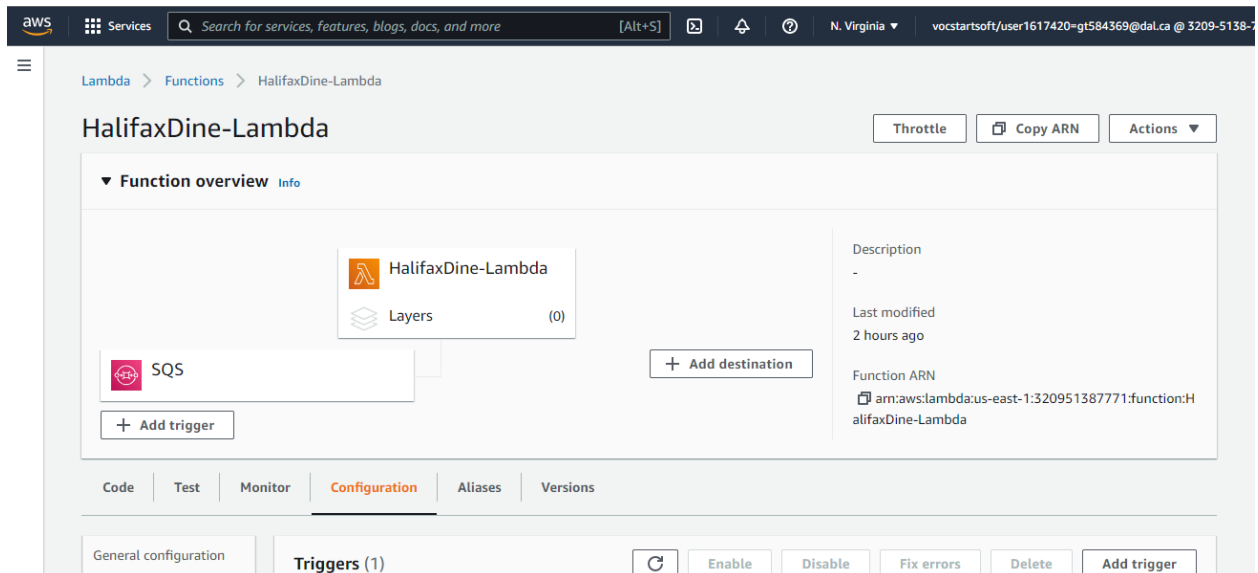 aws Services Search for services, features, blogs, docs, and more [Alt+S] N. Virginia ▼ vocstartsoft/user1617420=gt584369@dal.ca @ 3209-5138-7
Lambda > Functions > HalifaxDine-Lambda
HalifaxDine-Lambda
Throttle Copy ARN Actions ▼
▼ Function overview Info
HalifaxDine-Lambda
Layers (0)
SQS
+ Add trigger
+ Add destination
Description
-
Last modified
2 hours ago
Function ARN
arn:aws:lambda:us-east-1:320951387771:function:H
alifaxDine-Lambda
Code Test Monitor Configuration Aliases Versions
General configuration
Triggers (1) Enable Disable Fix errors Delete Add trigger